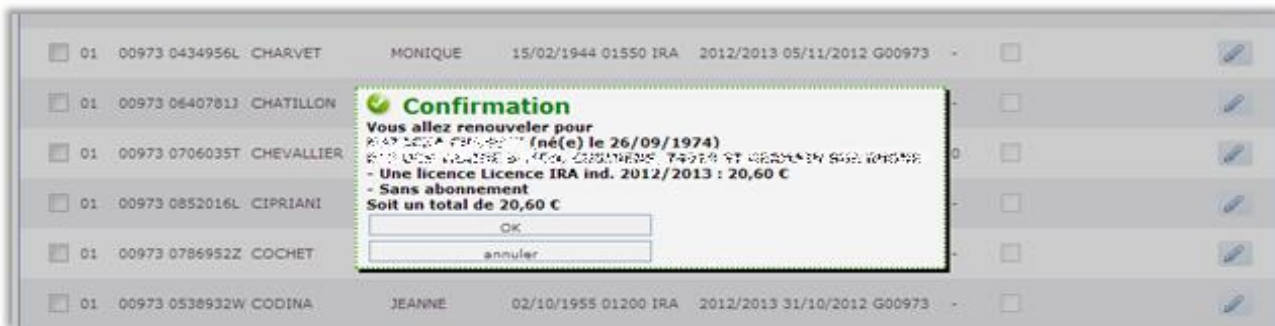 01 00973 0434956L CHARVET MONIQUE 15/02/1944 01550 IRA 2012/2013 05/11/2012 G00973 -
01 00973 0640781J CHATILLON -
01 00973 0706035T CHEVALLIER 0
01 00973 0852016L CIPRIANI -
01 00973 0786952Z COCHET -
01 00973 0538932W CODINA JEANNE 02/10/1955 01200 IRA 2012/2013 31/10/2012 G00973 -
Confirmation
Vous allez renouveler pour
(né(e) le 26/09/1974)
- Une licence Licence IRA ind. 2012/2013 : 20,60 €
- Sans abonnement
Soit un total de 20,60 €
OK
annuler